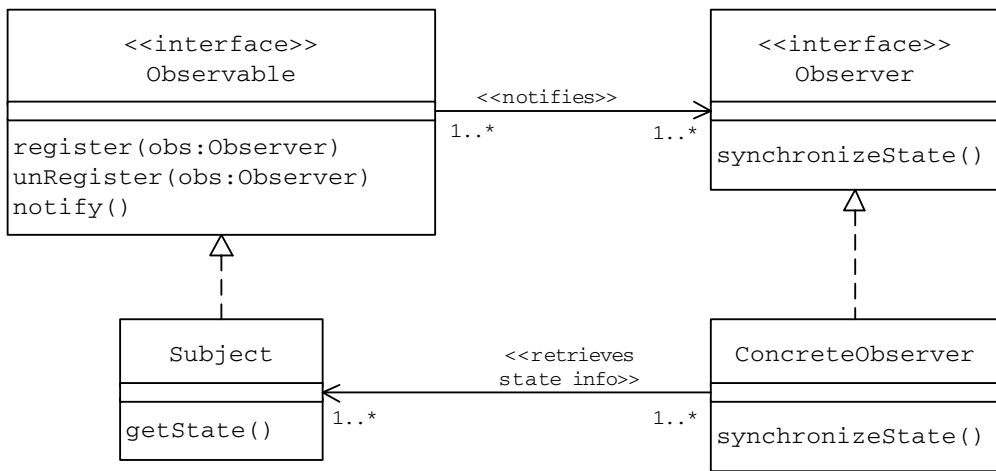 <<interface>>
Observable
register(obs:Observer)
unRegister(obs:Observer)
notify()
<<notifies>>
1..*
1..*
<<interface>>
Observer
synchronizeState()
Subject
getState()
<<retrieves
state info>>
1..*
1..*
ConcreteObserver
synchronizeState()